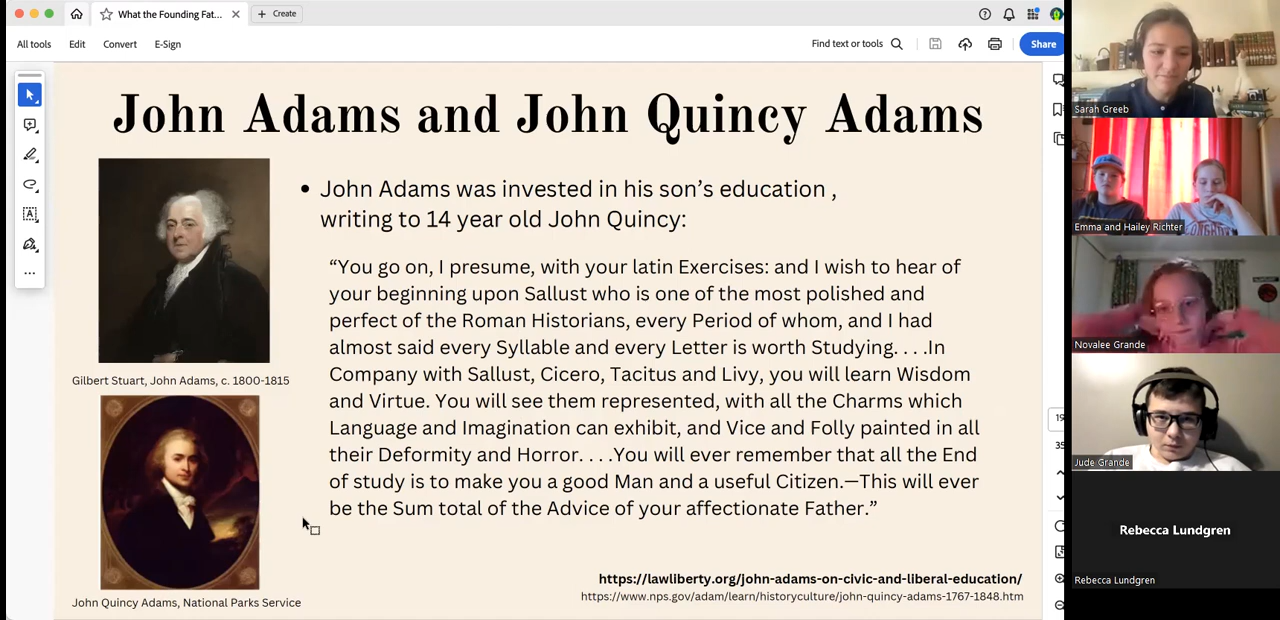 What the Founding Fat...
Create
All tools
Edit
Convert
E-Sign
Find text or tools
Share
John Adams and John Quincy Adams
• John Adams was invested in his son’s education ,
writing to 14 year old John Quincy:
“You go on, I presume, with your latin Exercises: and I wish to hear of
your beginning upon Sallust who is one of the most polished and
perfect of the Roman Historians, every Period of whom, and I had
almost said every Syllable and every Letter is worth Studying. . . .In
Company with Sallust, Cicero, Tacitus and Livy, you will learn Wisdom
and Virtue. You will see them represented, with all the Charms which
Language and Imagination can exhibit, and Vice and Folly painted in all
their Deformity and Horror. . . .You will ever remember that all the End
of study is to make you a good Man and a useful Citizen.—This will ever
be the Sum total of the Advice of your affectionate Father.”
Gilbert Stuart, John Adams, c. 1800-1815
John Quincy Adams, National Parks Service
https://lawliberty.org/john-adams-on-civic-and-liberal-education/
https://www.nps.gov/adam/learn/historyculture/john-quincy-adams-1767-1848.htm
Sarah Greeb
Emma and Hailey Richter
Novalee Grande
Jude Grande
Rebecca Lundgren
Rebecca Lundgren